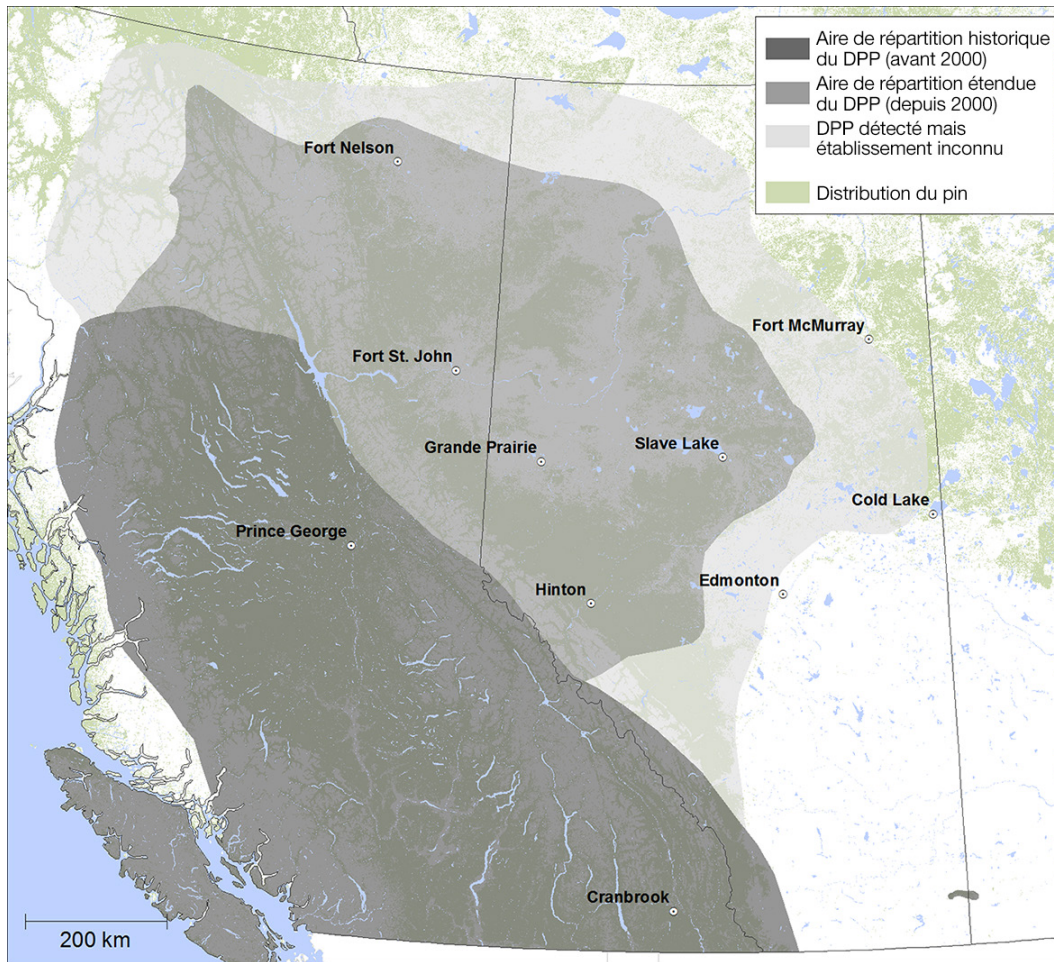 Aire de répartition historique
du DPP (avant 2000)
Aire de répartition étendue
du DPP (depuis 2000)
DPP détecté mais
établissement inconnu
Distribution du pin
Fort Nelson
Fort McMurray
Fort St. John
Grande Prairie
Slave Lake
Cold Lake
Prince George
Edmonton
Hinton
Cranbrook
200 km